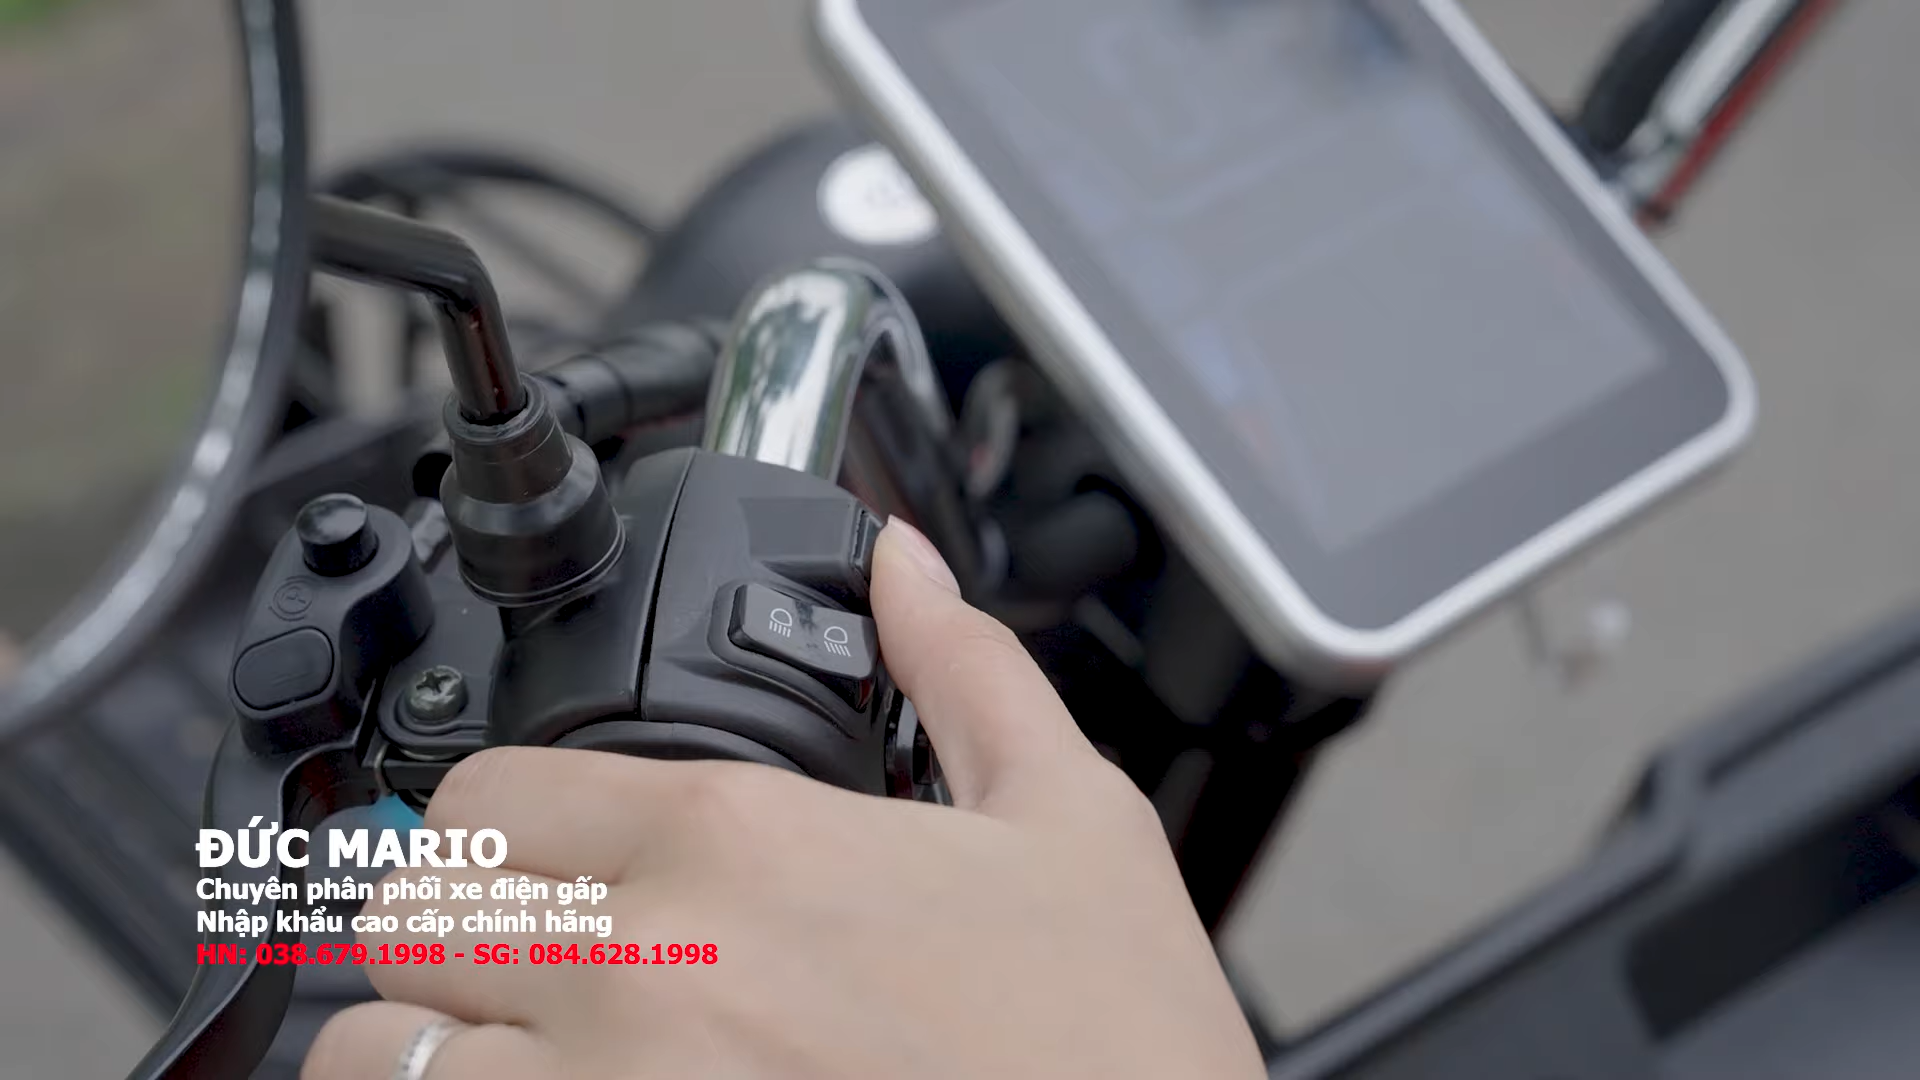 ĐỨC MARIO
Chuyên phân phối xe điện gấp
Nhập khẩu cao cấp chính hãng
HN: 038.679.1998 - SG: 084.628.1998